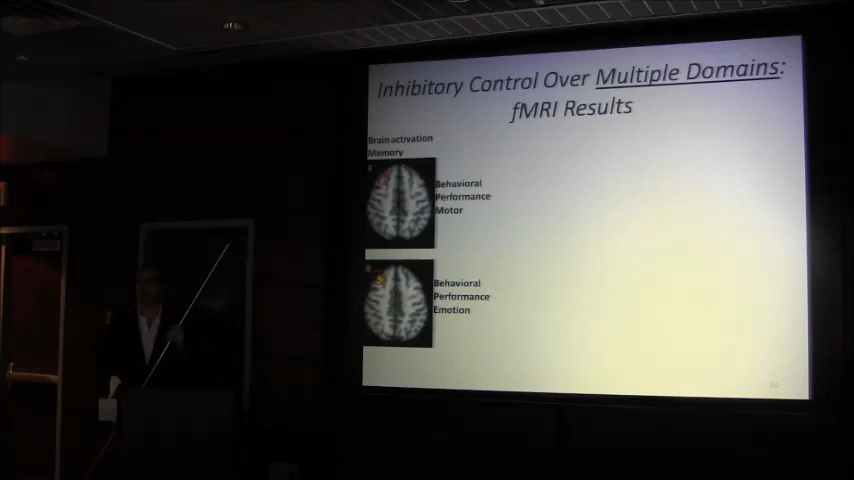 Inhibitory Control Over Multiple Domains:
fMRI Results
Brain activation
Memory
R
Behavioral
Performance
Motor
R
Behavioral
Performance
Emotion